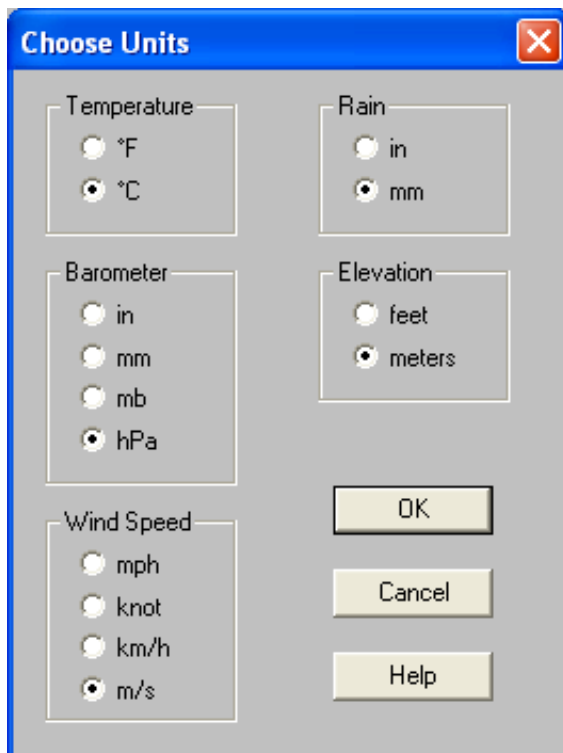 Choose Units
Temperature
°F
°C
Rain
in
mm
Barometer
in
mm
mb
hPa
Elevation
feet
meters
Wind Speed
mph
knot
km/h
m/s
OK
Cancel
Help